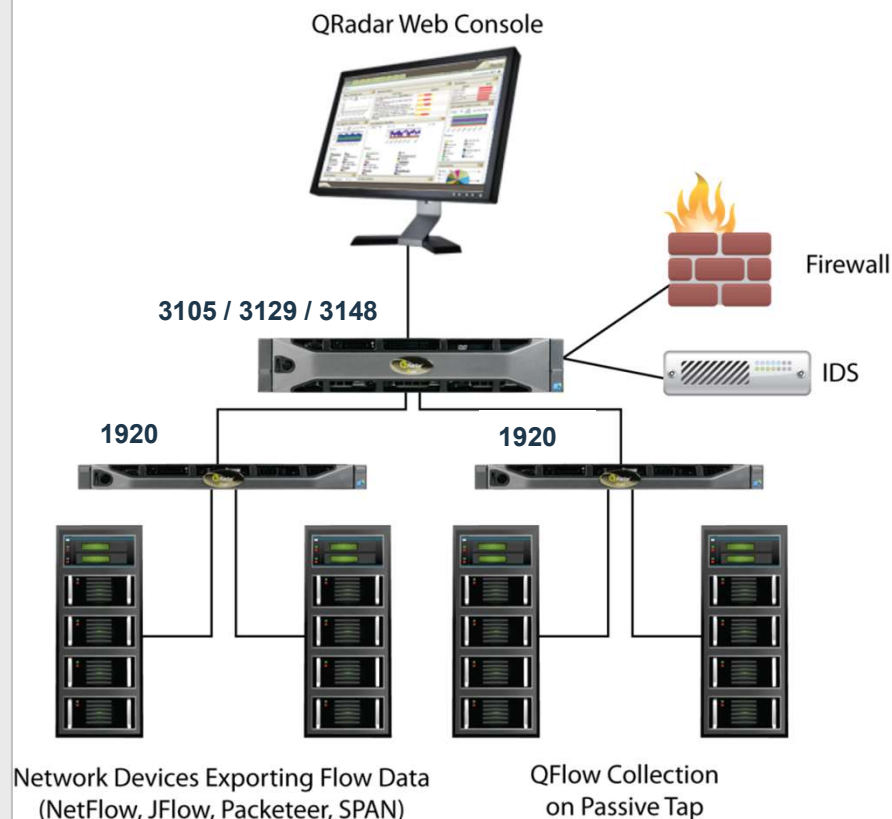 QRadar Web Console
Firewall
3105 / 3129 / 3148
IDS
1920
1920
Network Devices Exporting Flow Data
(NetFlow, JFlow, Packeteer, SPAN)
QFlow Collection
on Passive Tap